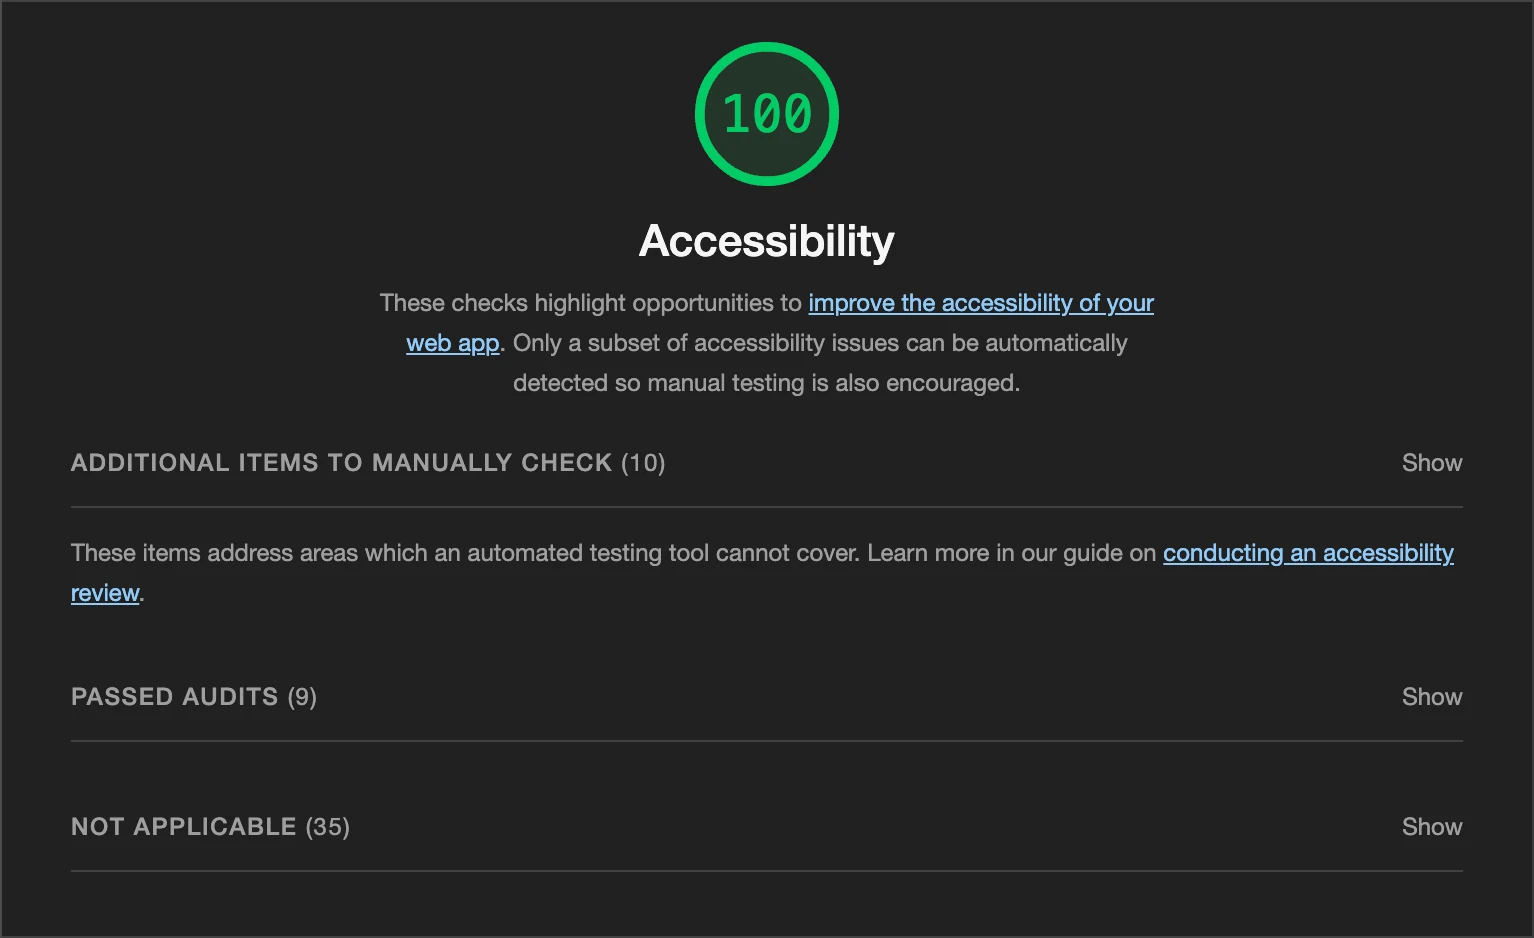 100
Accessibility
These checks highlight opportunities to improve the accessibility of your
web app. Only a subset of accessibility issues can be automatically
detected so manual testing is also encouraged.
ADDITIONAL ITEMS TO MANUALLY CHECK (10) Show
These items address areas which an automated testing tool cannot cover. Learn more in our guide on conducting an accessibility
review.
PASSED AUDITS (9) Show
NOT APPLICABLE (35) Show